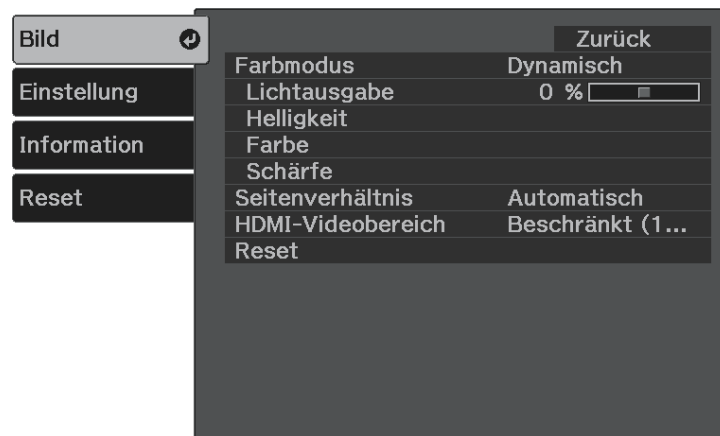 Bild
Einstellung
Information
Reset
Zurück
Farbmodus Dynamisch
Lichtausgabe 0 %
Helligkeit
Farbe
Schärfe
Seitenverhältnis Automatisch
HDMI-Videobereich Beschränkt (1...
Reset